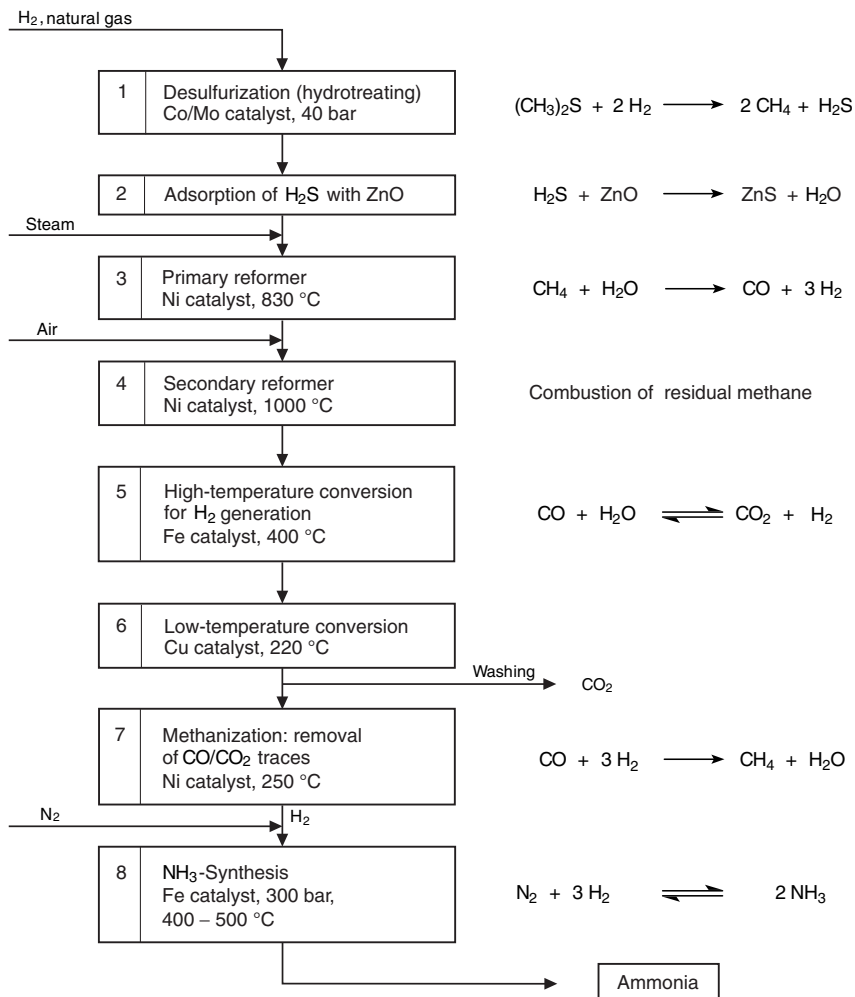 H₂, natural gas
1
Desulfurization (hydrotreating)
Co/Mo catalyst, 40 bar
(CH₃)₂S + 2 H₂ ⟶ 2 CH₄ + H₂S
2
Adsorption of H₂S with ZnO
H₂S + ZnO ⟶ ZnS + H₂O
Steam
3
Primary reformer
Ni catalyst, 830 °C
CH₄ + H₂O ⟶ CO + 3 H₂
Air
4
Secondary reformer
Ni catalyst, 1000 °C
Combustion of residual methane
5
High-temperature conversion
for H₂ generation
Fe catalyst, 400 °C
CO + H₂O ⇌ CO₂ + H₂
6
Low-temperature conversion
Cu catalyst, 220 °C
Washing
CO₂
7
Methanization: removal
of CO/CO₂ traces
Ni catalyst, 250 °C
CO + 3 H₂ ⟶ CH₄ + H₂O
N₂
H₂
8
NH₃-Synthesis
Fe catalyst, 300 bar,
400 – 500 °C
N₂ + 3 H₂ ⇌ 2 NH₃
Ammonia